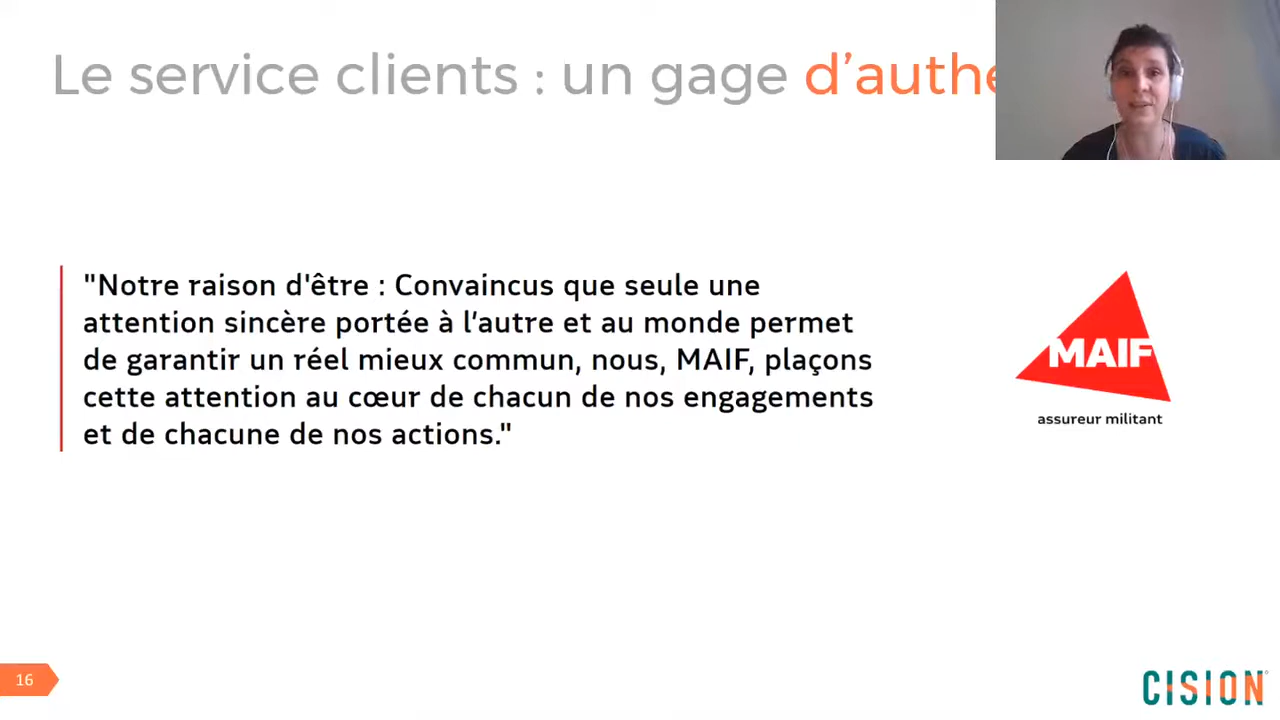 Le service clients : un gage
"Notre raison d'être : Convaincus que seule une
attention sincère portée à l’autre et au monde permet
de garantir un réel mieux commun, nous, MAIF, plaçons
cette attention au cœur de chacun de nos engagements
et de chacune de nos actions."
MAIF
assureur militant
16
CISION